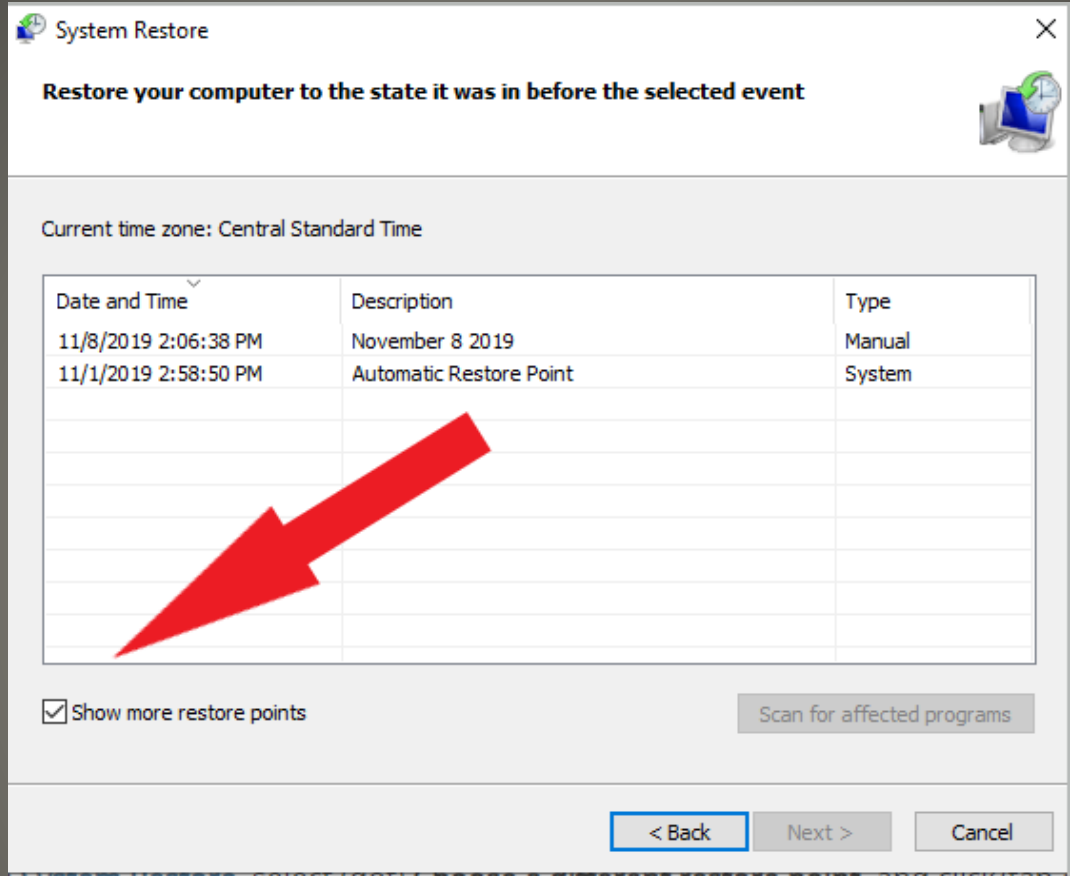 System Restore
Restore your computer to the state it was in before the selected event
Current time zone: Central Standard Time
Date and Time Description Type
11/8/2019 2:06:38 PM November 8 2019 Manual
11/1/2019 2:58:50 PM Automatic Restore Point System
Show more restore points
Scan for affected programs
< Back Next > Cancel